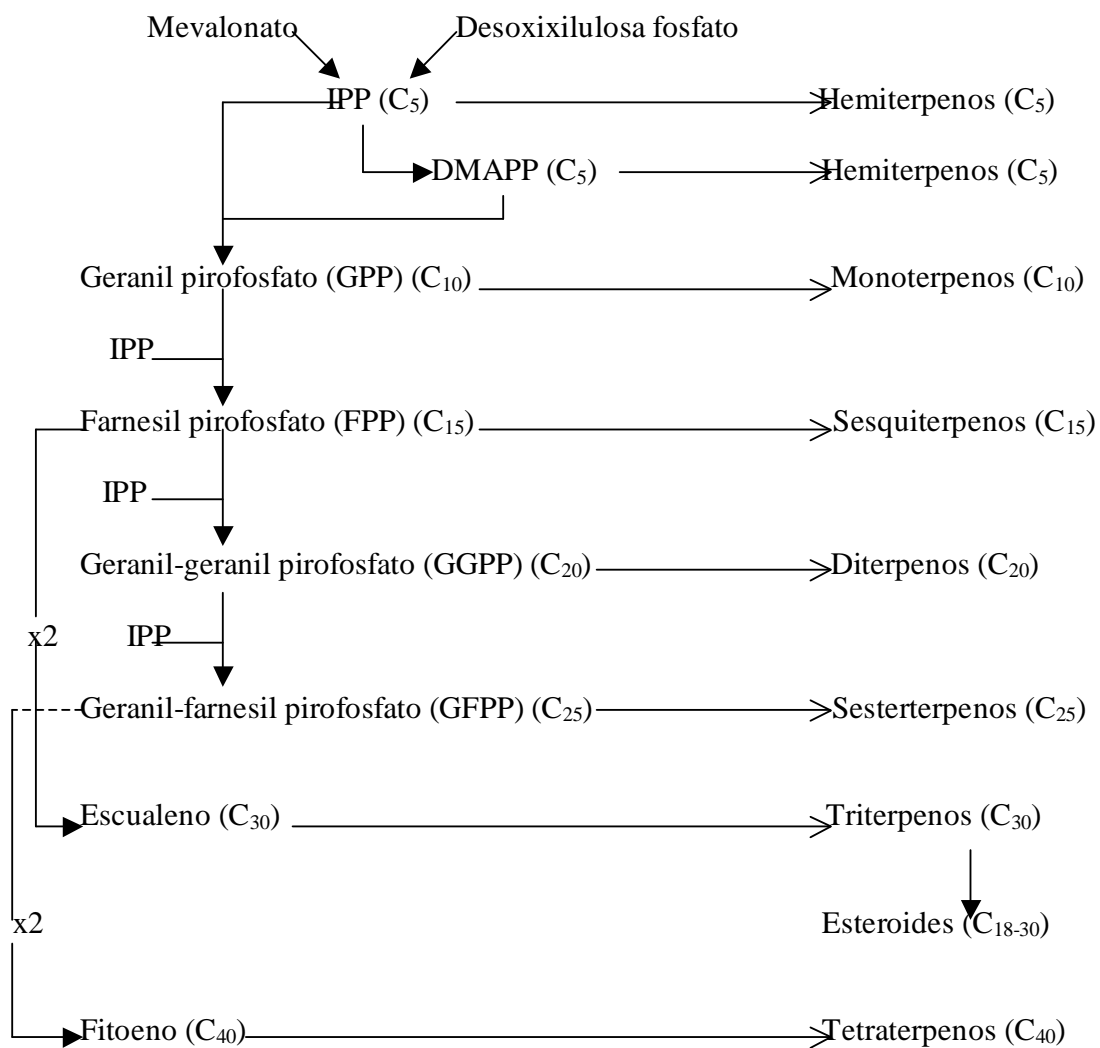 Mevalonato Desoxixilulosa fosfato
IPP (C₅) Hemiterpenos (C₅)
DMAPP (C₅) Hemiterpenos (C₅)
Geranil pirofosfato (GPP) (C₁₀) Monoterpenos (C₁₀)
IPP
Farnesil pirofosfato (FPP) (C₁₅) Sesquiterpenos (C₁₅)
IPP
Geranil-geranil pirofosfato (GGPP) (C₂₀) Diterpenos (C₂₀)
x2 IPP
Geranil-farnesil pirofosfato (GFPP) (C₂₅) Sesterterpenos (C₂₅)
Escualeno (C₃₀) Triterpenos (C₃₀)
x2 Esteroides (C₁₈₋₃₀)
Fitoeno (C₄₀) Tetraterpenos (C₄₀)